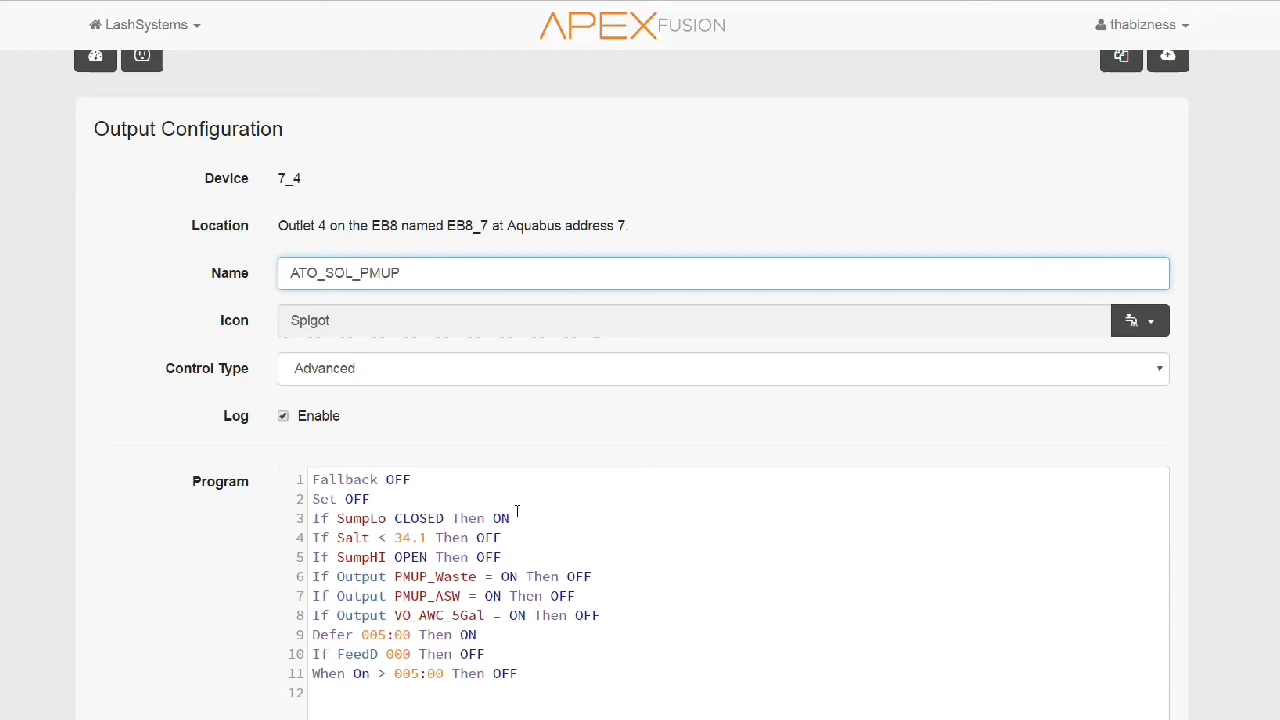 LashSystems
APEX FUSION
thabizness
Output Configuration
Device 7_4
Location Outlet 4 on the EB8 named EB8_7 at Aquabus address 7.
Name ATO_SOL_PMUP
Icon Spigot
Control Type Advanced
Log Enable
Program
1 Fallback OFF
2 Set OFF
3 If SumpLo CLOSED Then ON
4 If Salt < 34.1 Then OFF
5 If SumpHI OPEN Then OFF
6 If Output PMUP_Waste = ON Then OFF
7 If Output PMUP_ASW = ON Then OFF
8 If Output VO_AWC_5Gal = ON Then OFF
9 Defer 005:00 Then ON
10 If FeedD 000 Then OFF
11 When On > 005:00 Then OFF
12